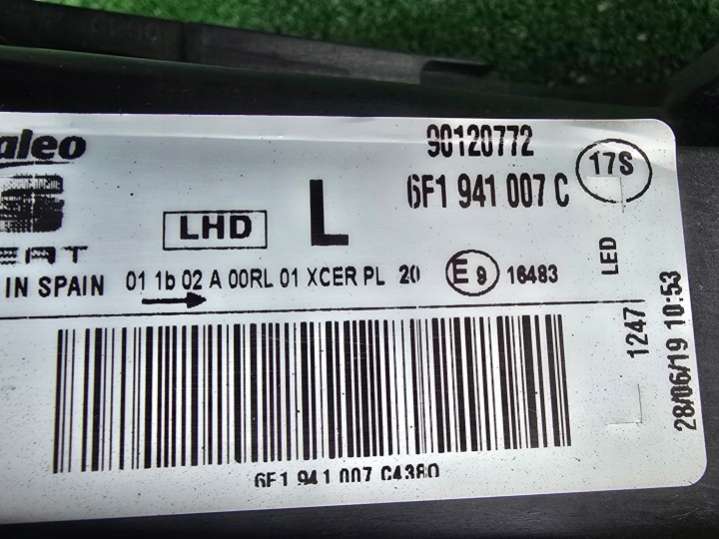 aleo
90120772
17S
6F1 941 007 C
LHD
L
EAT
IN SPAIN
01 1b 02 A 00RL 01 XCER PL 20
E9
16483
LED
1247
28/06/19 10:53
6F1 941 007 C4380